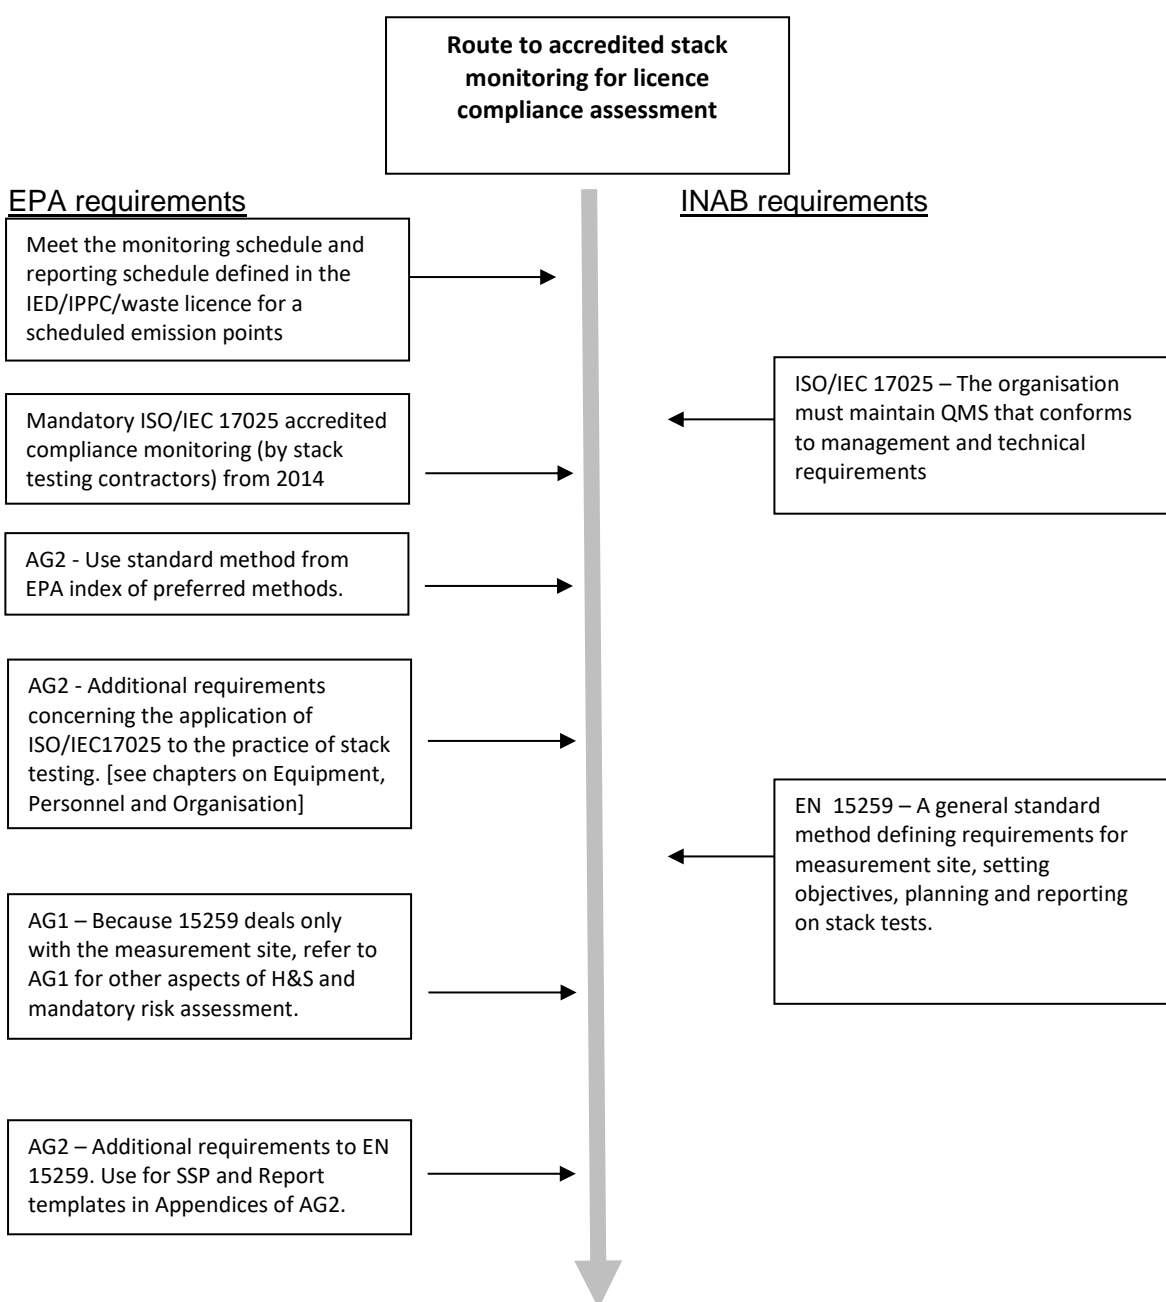 Route to accredited stack
monitoring for licence
compliance assessment
EPA requirements
Meet the monitoring schedule and
reporting schedule defined in the
IED/IPPC/waste licence for a
scheduled emission points
Mandatory ISO/IEC 17025 accredited
compliance monitoring (by stack
testing contractors) from 2014
AG2 - Use standard method from
EPA index of preferred methods.
AG2 - Additional requirements
concerning the application of
ISO/IEC17025 to the practice of stack
testing. [see chapters on Equipment,
Personnel and Organisation]
AG1 – Because 15259 deals only
with the measurement site, refer to
AG1 for other aspects of H&S and
mandatory risk assessment.
AG2 – Additional requirements to EN
15259. Use for SSP and Report
templates in Appendices of AG2.
INAB requirements
ISO/IEC 17025 – The organisation
must maintain QMS that conforms
to management and technical
requirements
EN  15259 – A general standard
method defining requirements for
measurement site, setting
objectives, planning and reporting
on stack tests.